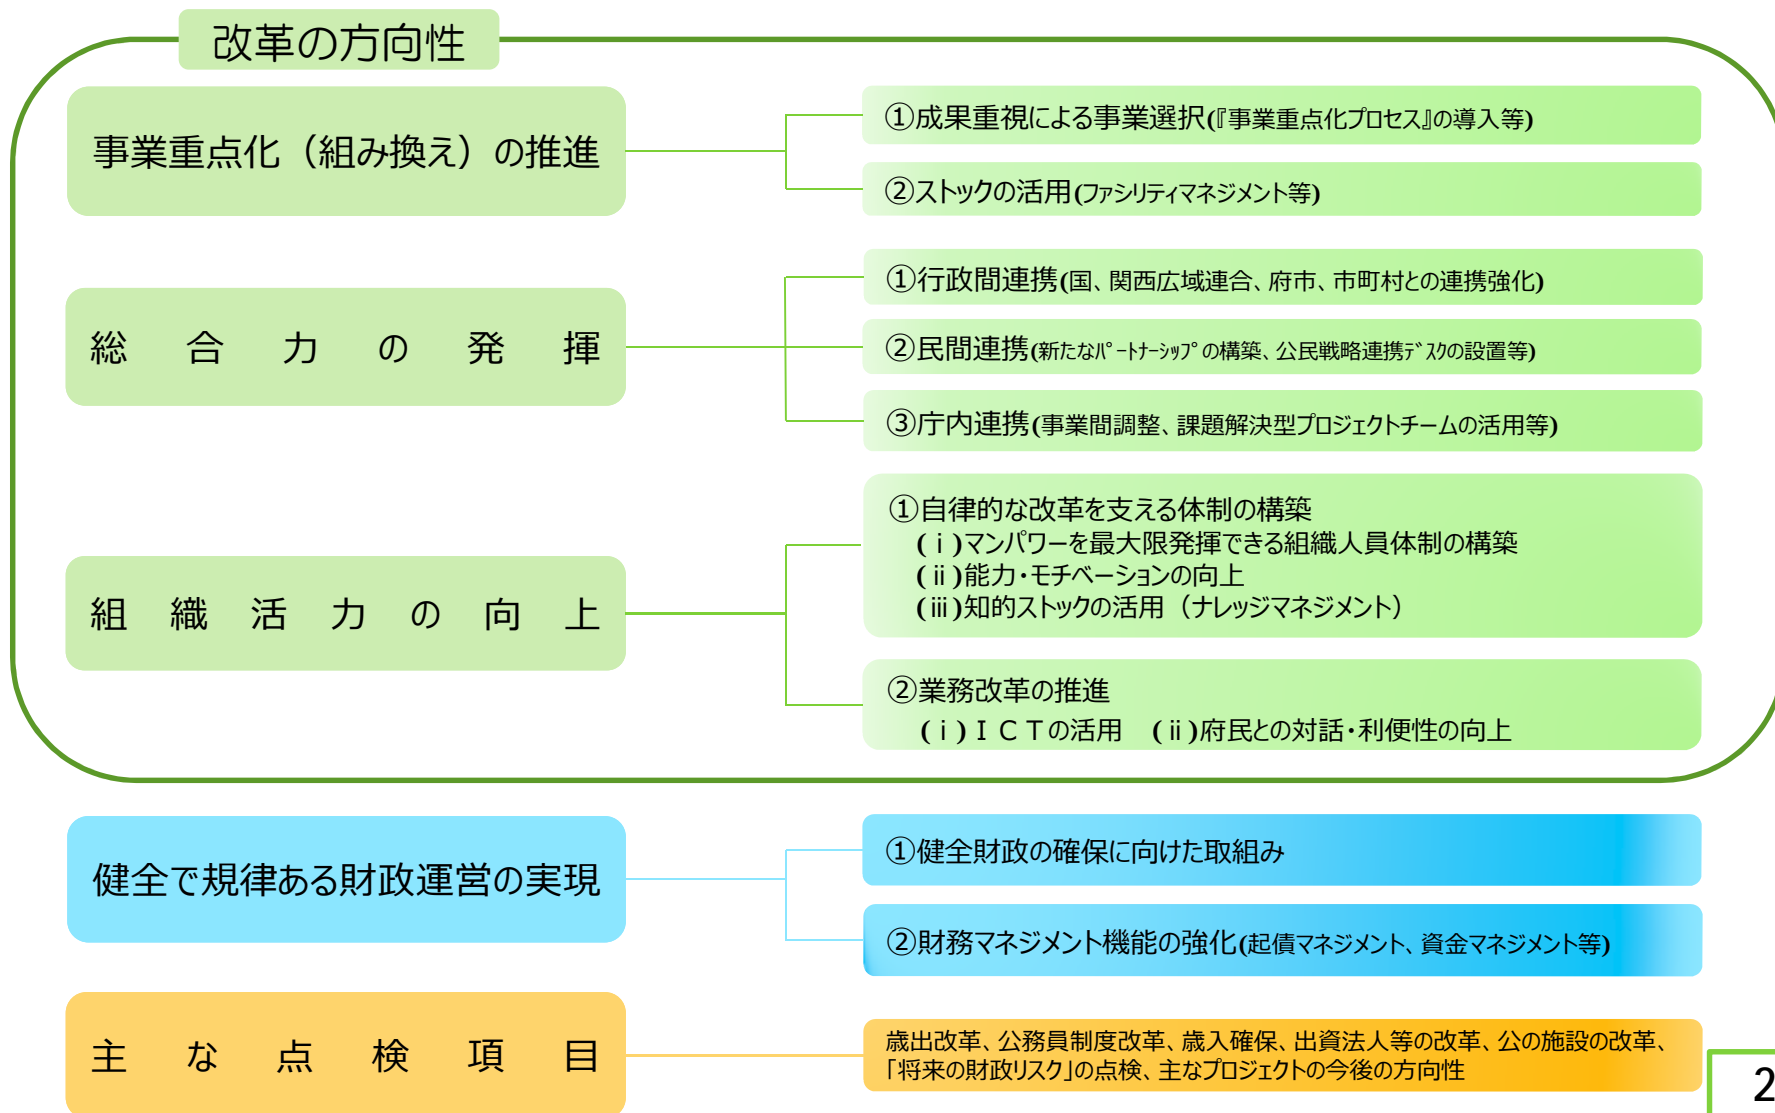 改革の方向性
事業重点化（組み換え）の推進
①成果重視による事業選択(『事業重点化プロセス』の導入等)
②ストックの活用(ファシリティマネジメント等)
総合力の発揮
①行政間連携(国、関西広域連合、府市、市町村との連携強化)
②民間連携(新たなﾊﾟｰﾄﾅｰｼｯﾌﾟの構築、公民戦略連携ﾃﾞｽｸの設置等)
③庁内連携(事業間調整、課題解決型プロジェクトチームの活用等)
組織活力の向上
①自律的な改革を支える体制の構築
(ⅰ)マンパワーを最大限発揮できる組織人員体制の構築
(ⅱ)能力・モチベーションの向上
(ⅲ)知的ストックの活用（ナレッジマネジメント）
②業務改革の推進
(ⅰ)ＩＣＴの活用　(ⅱ)府民との対話・利便性の向上
健全で規律ある財政運営の実現
①健全財政の確保に向けた取組み
②財務マネジメント機能の強化(起債マネジメント、資金マネジメント等)
主な点検項目
歳出改革、公務員制度改革、歳入確保、出資法人等の改革、公の施設の改革、
「将来の財政リスク」の点検、主なプロジェクトの今後の方向性
2